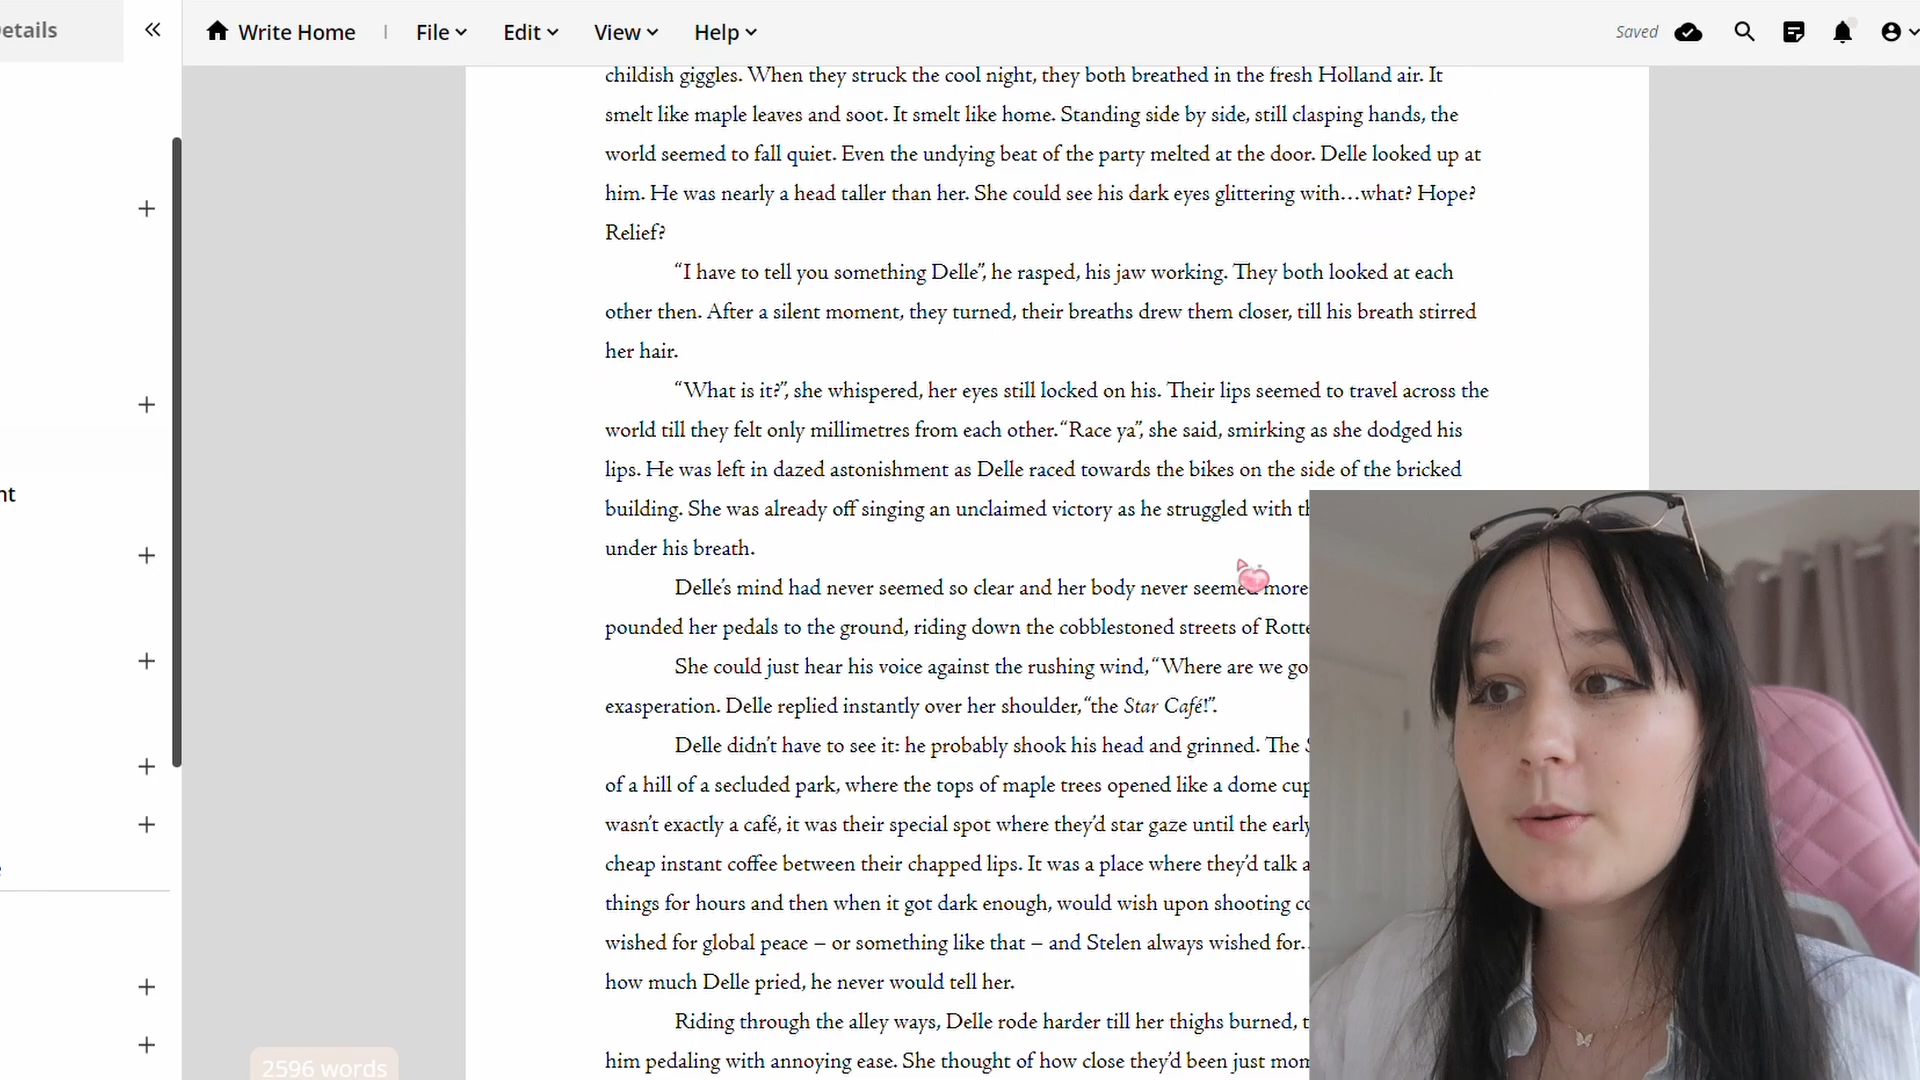 etails
Write Home
File
Edit
View
Help
Saved
childish giggles. When they struck the cool night, they both breathed in the fresh Holland air. It
smelt like maple leaves and soot. It smelt like home. Standing side by side, still clasping hands, the
world seemed to fall quiet. Even the undying beat of the party melted at the door. Delle looked up at
him. He was nearly a head taller than her. She could see his dark eyes glittering with…what? Hope?
Relief?
“I have to tell you something Delle”, he rasped, his jaw working. They both looked at each
other then. After a silent moment, they turned, their breaths drew them closer, till his breath stirred
her hair.
“What is it?”, she whispered, her eyes still locked on his. Their lips seemed to travel across the
world till they felt only millimetres from each other.“Race ya”, she said, smirking as she dodged his
lips. He was left in dazed astonishment as Delle raced towards the bikes on the side of the bricked
building. She was already off singing an unclaimed victory as he struggled with th
under his breath.
Delle’s mind had never seemed so clear and her body never seemed more
pounded her pedals to the ground, riding down the cobblestoned streets of Rotte
She could just hear his voice against the rushing wind,“Where are we go
exasperation. Delle replied instantly over her shoulder,“the Star Café!”.
Delle didn’t have to see it: he probably shook his head and grinned. The S
of a hill of a secluded park, where the tops of maple trees opened like a dome cup
wasn’t exactly a café, it was their special spot where they’d star gaze until the early
cheap instant coffee between their chapped lips. It was a place where they’d talk a
things for hours and then when it got dark enough, would wish upon shooting co
wished for global peace – or something like that – and Stelen always wished for…
how much Delle pried, he never would tell her.
Riding through the alley ways, Delle rode harder till her thighs burned, t
him pedaling with annoying ease. She thought of how close they’d been just mom
nt
2596 words